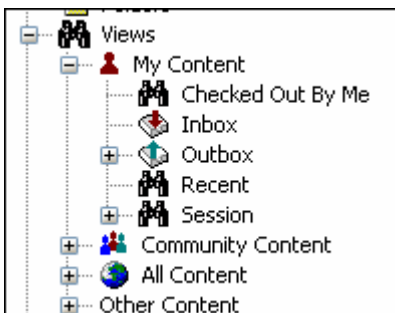 Views
My Content
Checked Out By Me
Inbox
Outbox
Recent
Session
Community Content
All Content
Other Content